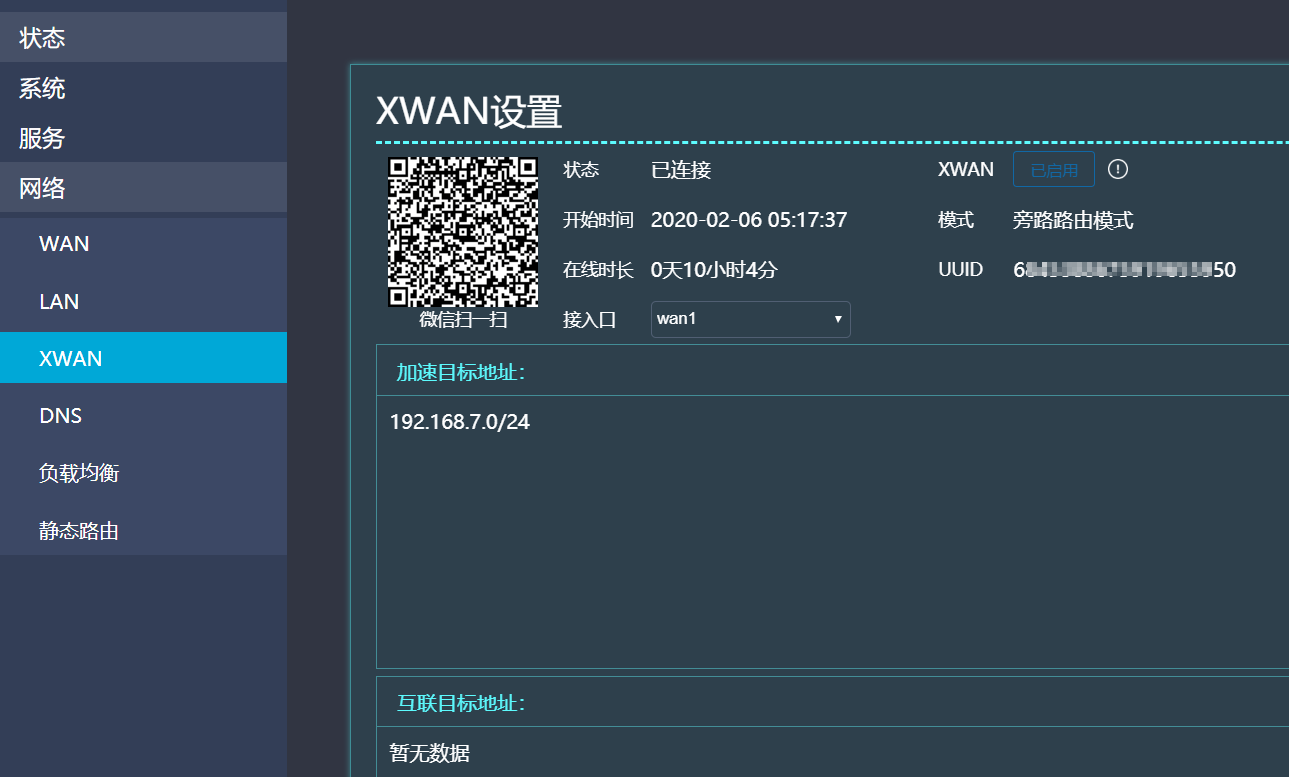 状态
系统
服务
网络
WAN
LAN
XWAN
DNS
负载均衡
静态路由
XWAN设置
微信扫一扫
状态 已连接 XWAN 已启用
开始时间 2020-02-06 05:17:37 模式 旁路路由模式
在线时长 0天10小时4分 UUID
接入口 wan1
加速目标地址:
192.168.7.0/24
互联目标地址:
暂无数据